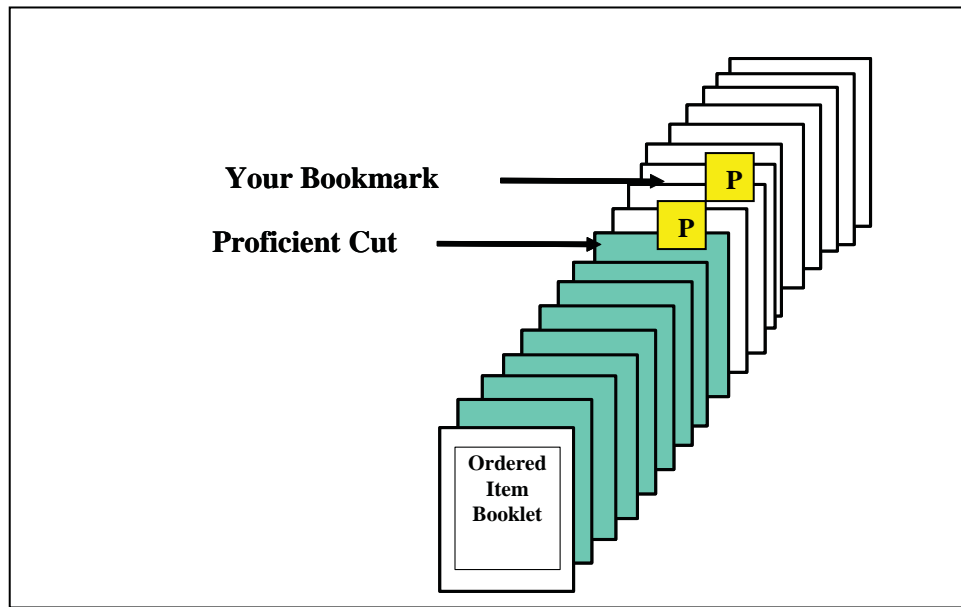 Your Bookmark
P
Proficient Cut
P
Ordered
Item
Booklet